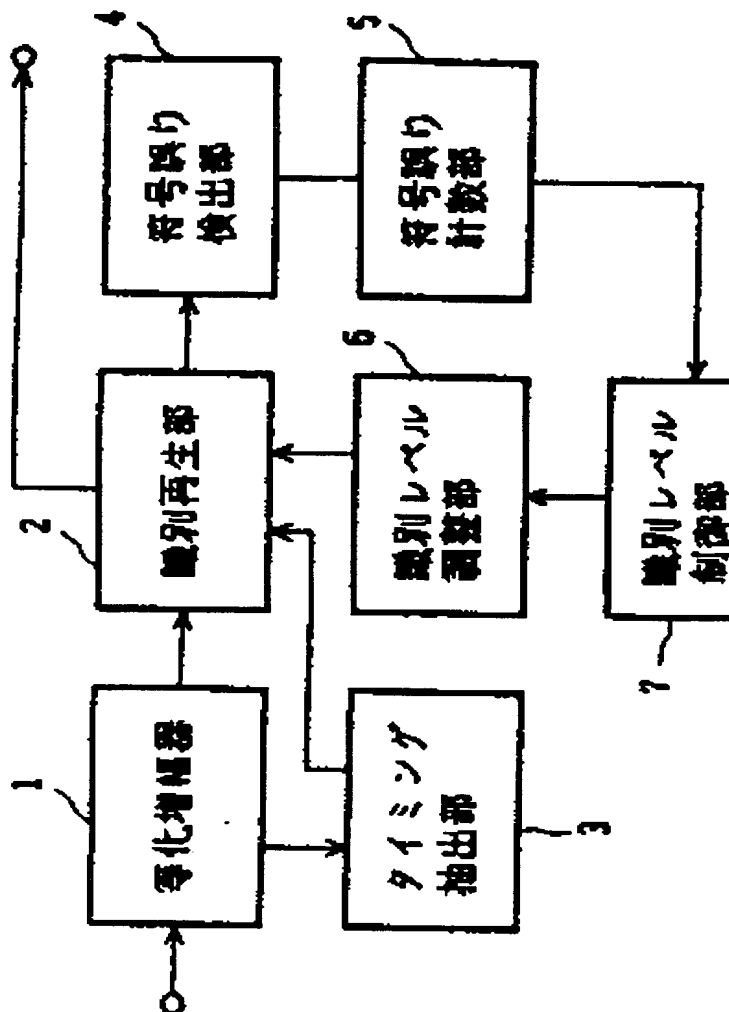 1
等化増幅器
2
識別再生部
4
符号誤り
検出部
タイミング
抽出部
3
6
識別レベル
調整部
5
符号誤り
計数部
識別レベル
制御部
7